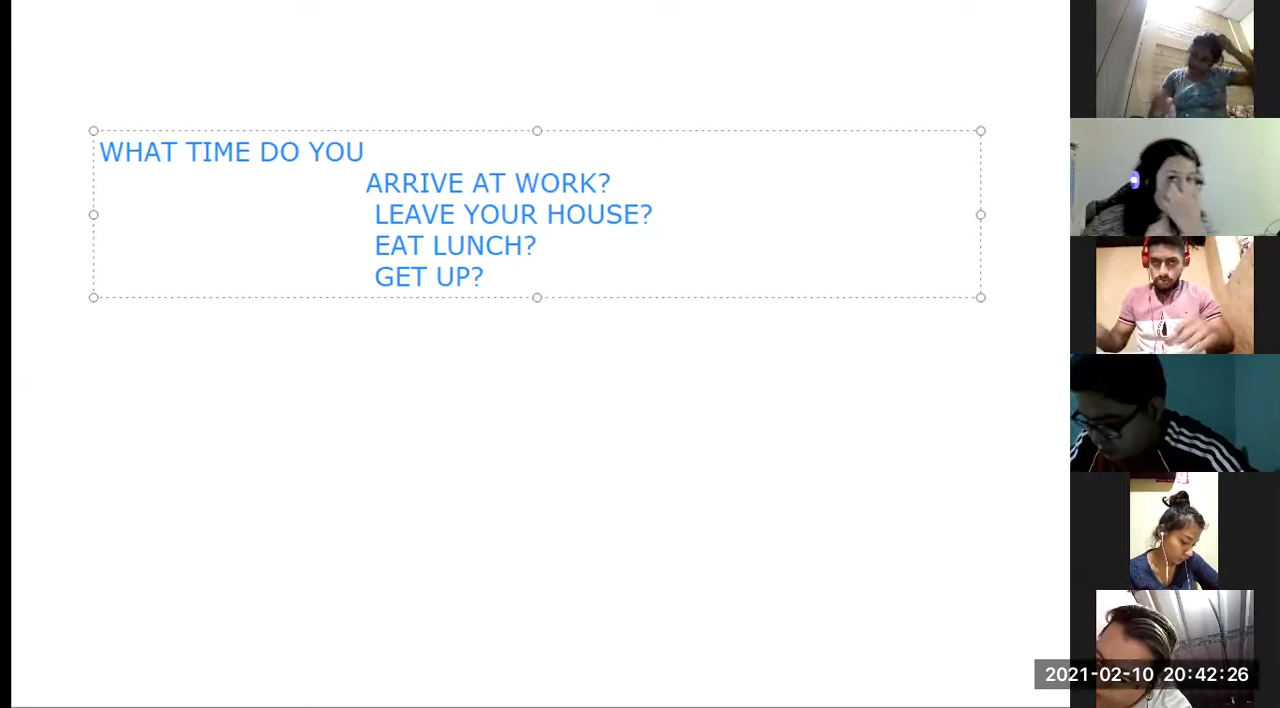 WHAT TIME DO YOU
ARRIVE AT WORK?
LEAVE YOUR HOUSE?
EAT LUNCH?
GET UP?
2021-02-10 20:42:26